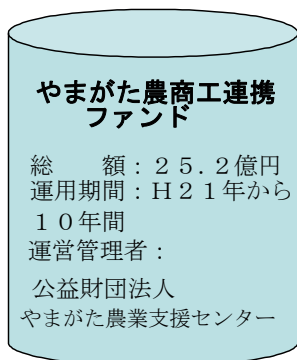 やまがた農商工連携
ファンド
総　　額：２５.２億円
運用期間：Ｈ２１年から
１０年間
運営管理者：
公益財団法人
やまがた農業支援センター